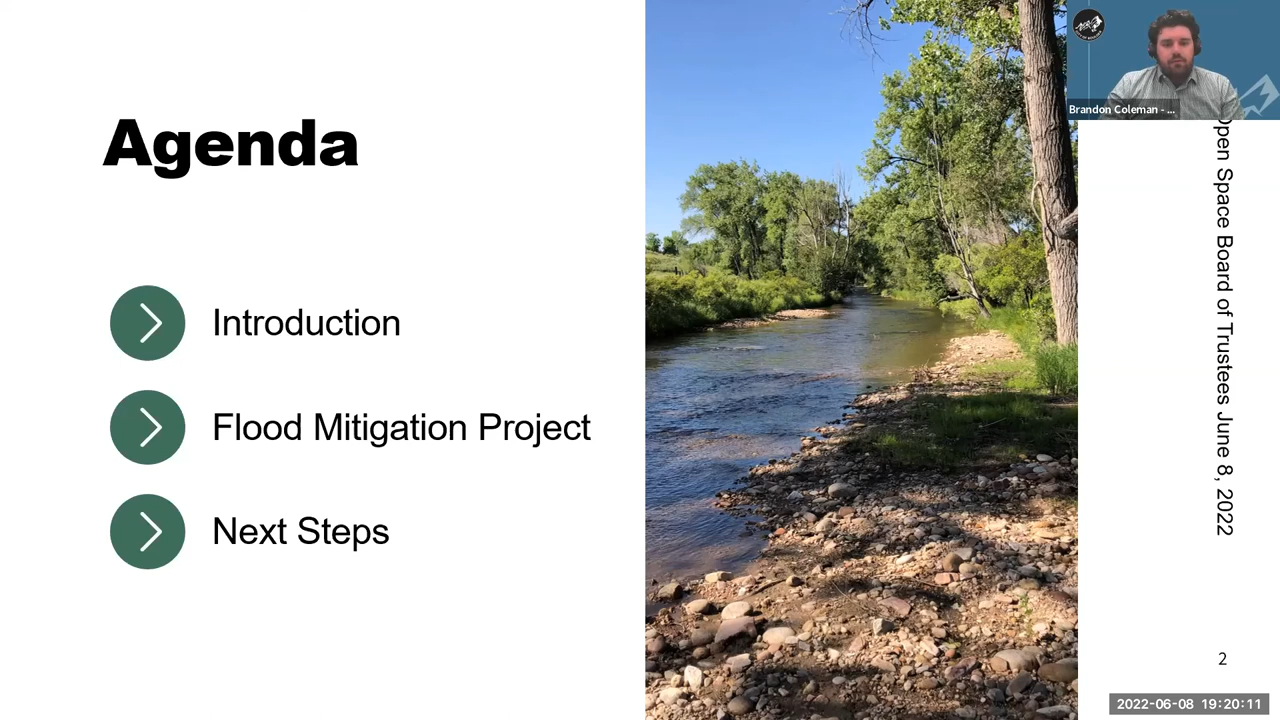 Agenda
Introduction
Flood Mitigation Project
Next Steps
Brandon Coleman - ...
Open Space Board of Trustees June 8, 2022
2
2022-06-08 19:20:11